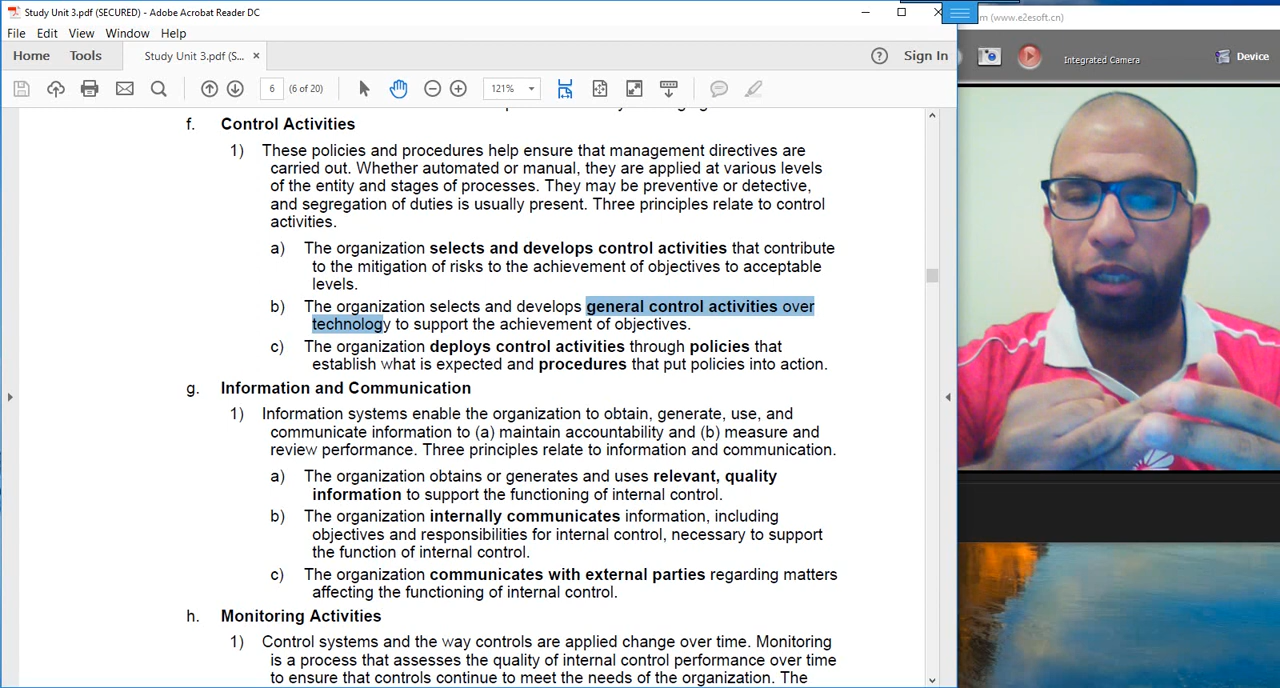 Study Unit 3.pdf (SECURED) - Adobe Acrobat Reader DC
m (www.e2esoft.cn)
File Edit View Window Help
Home Tools Study Unit 3.pdf (S... × ? Sign In
Integrated Camera Device
6 (6 of 20) 121%
f. Control Activities
1) These policies and procedures help ensure that management directives are
carried out. Whether automated or manual, they are applied at various levels
of the entity and stages of processes. They may be preventive or detective,
and segregation of duties is usually present. Three principles relate to control
activities.
a) The organization selects and develops control activities that contribute
to the mitigation of risks to the achievement of objectives to acceptable
levels.
b) The organization selects and develops general control activities over
technology to support the achievement of objectives.
c) The organization deploys control activities through policies that
establish what is expected and procedures that put policies into action.
g. Information and Communication
1) Information systems enable the organization to obtain, generate, use, and
communicate information to (a) maintain accountability and (b) measure and
review performance. Three principles relate to information and communication.
a) The organization obtains or generates and uses relevant, quality
information to support the functioning of internal control.
b) The organization internally communicates information, including
objectives and responsibilities for internal control, necessary to support
the function of internal control.
c) The organization communicates with external parties regarding matters
affecting the functioning of internal control.
h. Monitoring Activities
1) Control systems and the way controls are applied change over time. Monitoring
is a process that assesses the quality of internal control performance over time
to ensure that controls continue to meet the needs of the organization. The